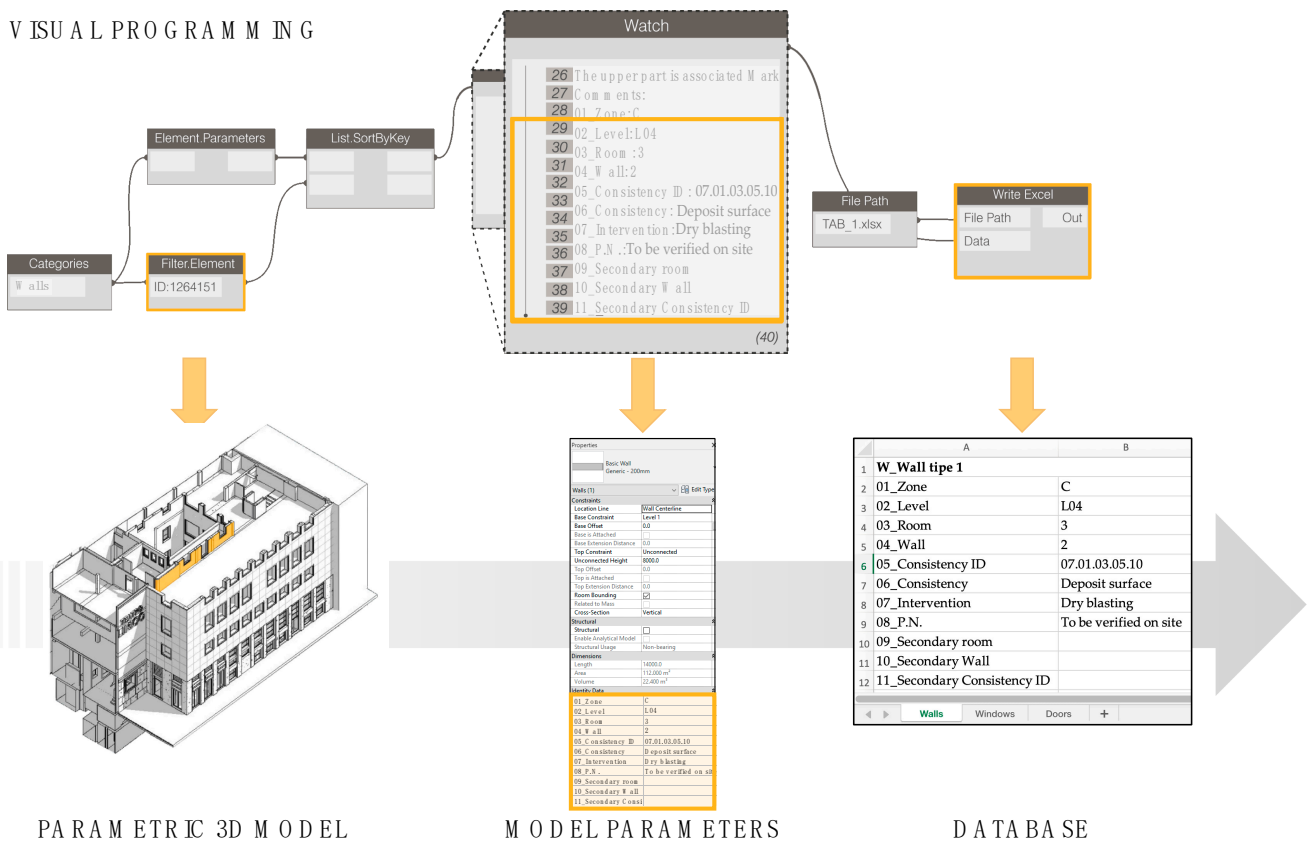 VISUAL PROGRAMMING
Categories
Walls
Element.Parameters
Filter.Element
ID:1264151
List.SortByKey
Watch
26 The upper part is associated Mark
27 Comments:
28 01_Zone:C
29 02_Level:L04
30 03_Room:3
31 04_Wall:2
32
33 05_Consistency ID : 07.01.03.05.10
34 06_Consistency: Deposit surface
35 07_Intervention:Dry blasting
36 08_P.N.:To be verified on site
37 09_Secondary room
38 10_Secondary Wall
39 11_Secondary Consistency ID
(40)
File Path
TAB_1.xlsx
Write Excel
File Path Out
Data
PARAMETRIC 3D MODEL
Properties x
Basic Wall
Generic - 200mm
Walls (1) Edit Type
Constraints
Location Line Wall Centerline
Base Constraint Level 1
Base Offset 0.0
Base is Attached
Base Extension Distance 0.0
Top Constraint Unconnected
Unconnected Height 8000.0
Top Offset 0.0
Top is Attached
Top Extension Distance 0.0
Room Bounding
Related to Mass
Cross-Section Vertical
Structural
Structural
Enable Analytical Model
Structural Usage Non-bearing
Dimensions
Length 14000.0
Area 112.000 m²
Volume 22.400 m³
Identity Data
01_Zone C
02_Level L04
03_Room 3
04_Wall 2
05_Consistency ID 07.01.03.05.10
06_Consistency Deposit surface
07_Intervention Dry blasting
08_P.N. To be verified on sit
09_Secondary room
10_Secondary Wall
11_Secondary Consi
MODEL PARAMETERS
A B
1 W_Wall tipe 1
2 01_Zone C
3 02_Level L04
4 03_Room 3
5 04_Wall 2
6 05_Consistency ID 07.01.03.05.10
7 06_Consistency Deposit surface
8 07_Intervention Dry blasting
9 08_P.N. To be verified on site
10 09_Secondary room
11 10_Secondary Wall
12 11_Secondary Consistency ID
Walls Windows Doors +
DATABASE